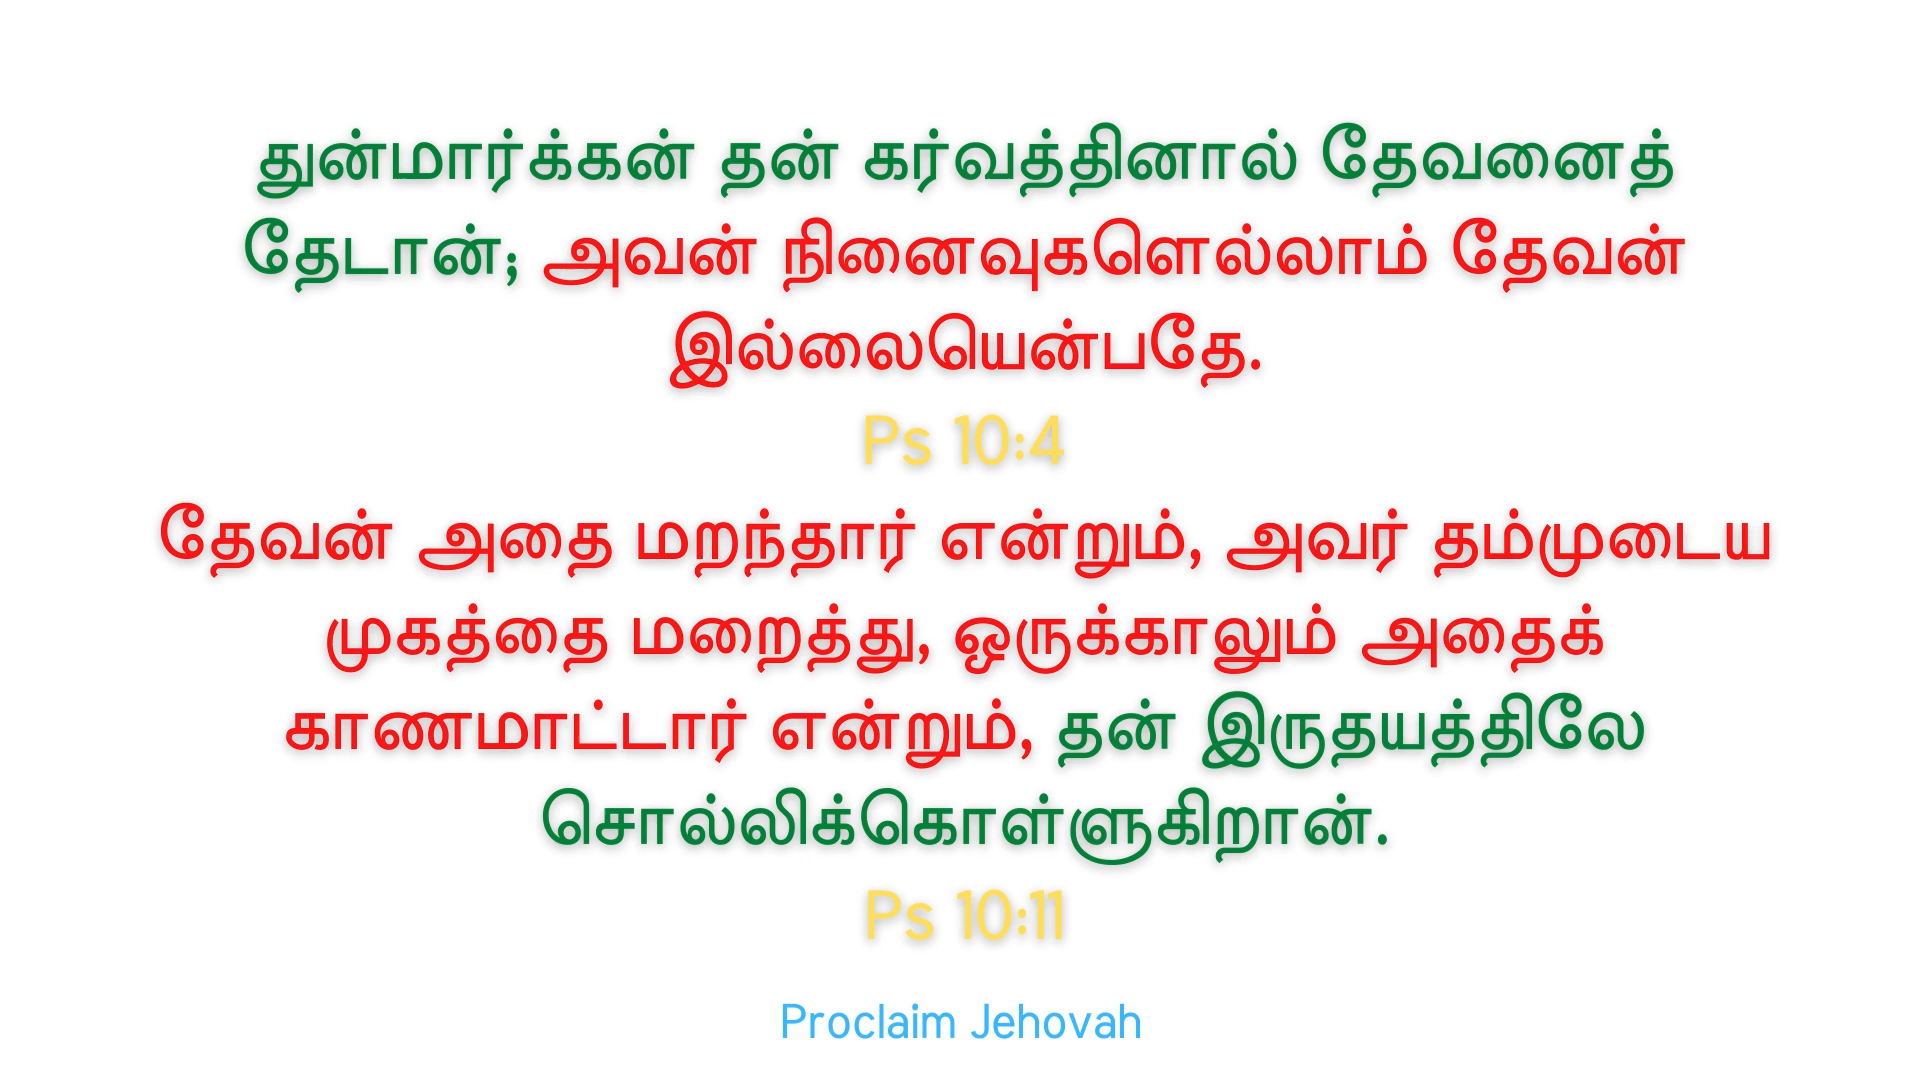 துன்மார்க்கன் தன் கர்வத்தினால் தேவனைத்
தேடான்; அவன் நினைவுகளெல்லாம் தேவன்
இல்லையென்பதே.
Ps 10:4
தேவன் அதை மறந்தார் என்றும், அவர் தம்முடைய
முகத்தை மறைத்து, ஒருக்காலும் அதைக்
காணமாட்டார் என்றும், தன் இருதயத்திலே
சொல்லிக்கொள்ளுகிறான்.
Ps 10:11
Proclaim Jehovah